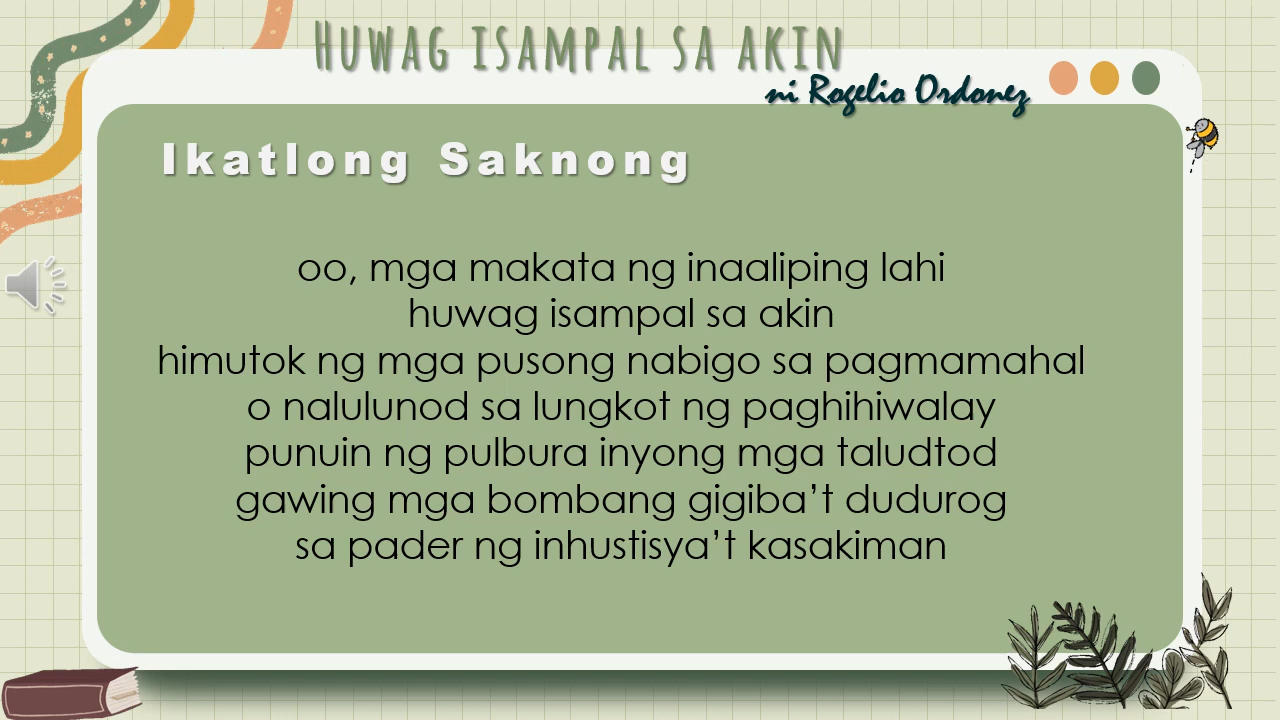 Huwag isampal sa akin
ni Rogelio Ordonez
Ikatlong Saknong
oo, mga makata ng inaaliping lahi
huwag isampal sa akin
himutok ng mga pusong nabigo sa pagmamahal
o nalulunod sa lungkot ng paghihiwalay
punuin ng pulbura inyong mga taludtod
gawing mga bombang gigiba’t dudurog
sa pader ng inhustisya’t kasakiman